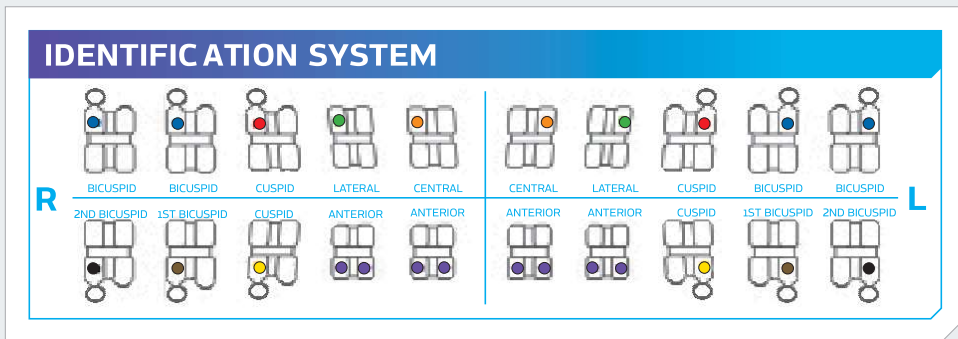 IDENTIFICATION SYSTEM
BICUSPID BICUSPID CUSPID LATERAL CENTRAL CENTRAL LATERAL CUSPID BICUSPID BICUSPID
R L
2ND BICUSPID 1ST BICUSPID CUSPID ANTERIOR ANTERIOR ANTERIOR ANTERIOR CUSPID 1ST BICUSPID 2ND BICUSPID